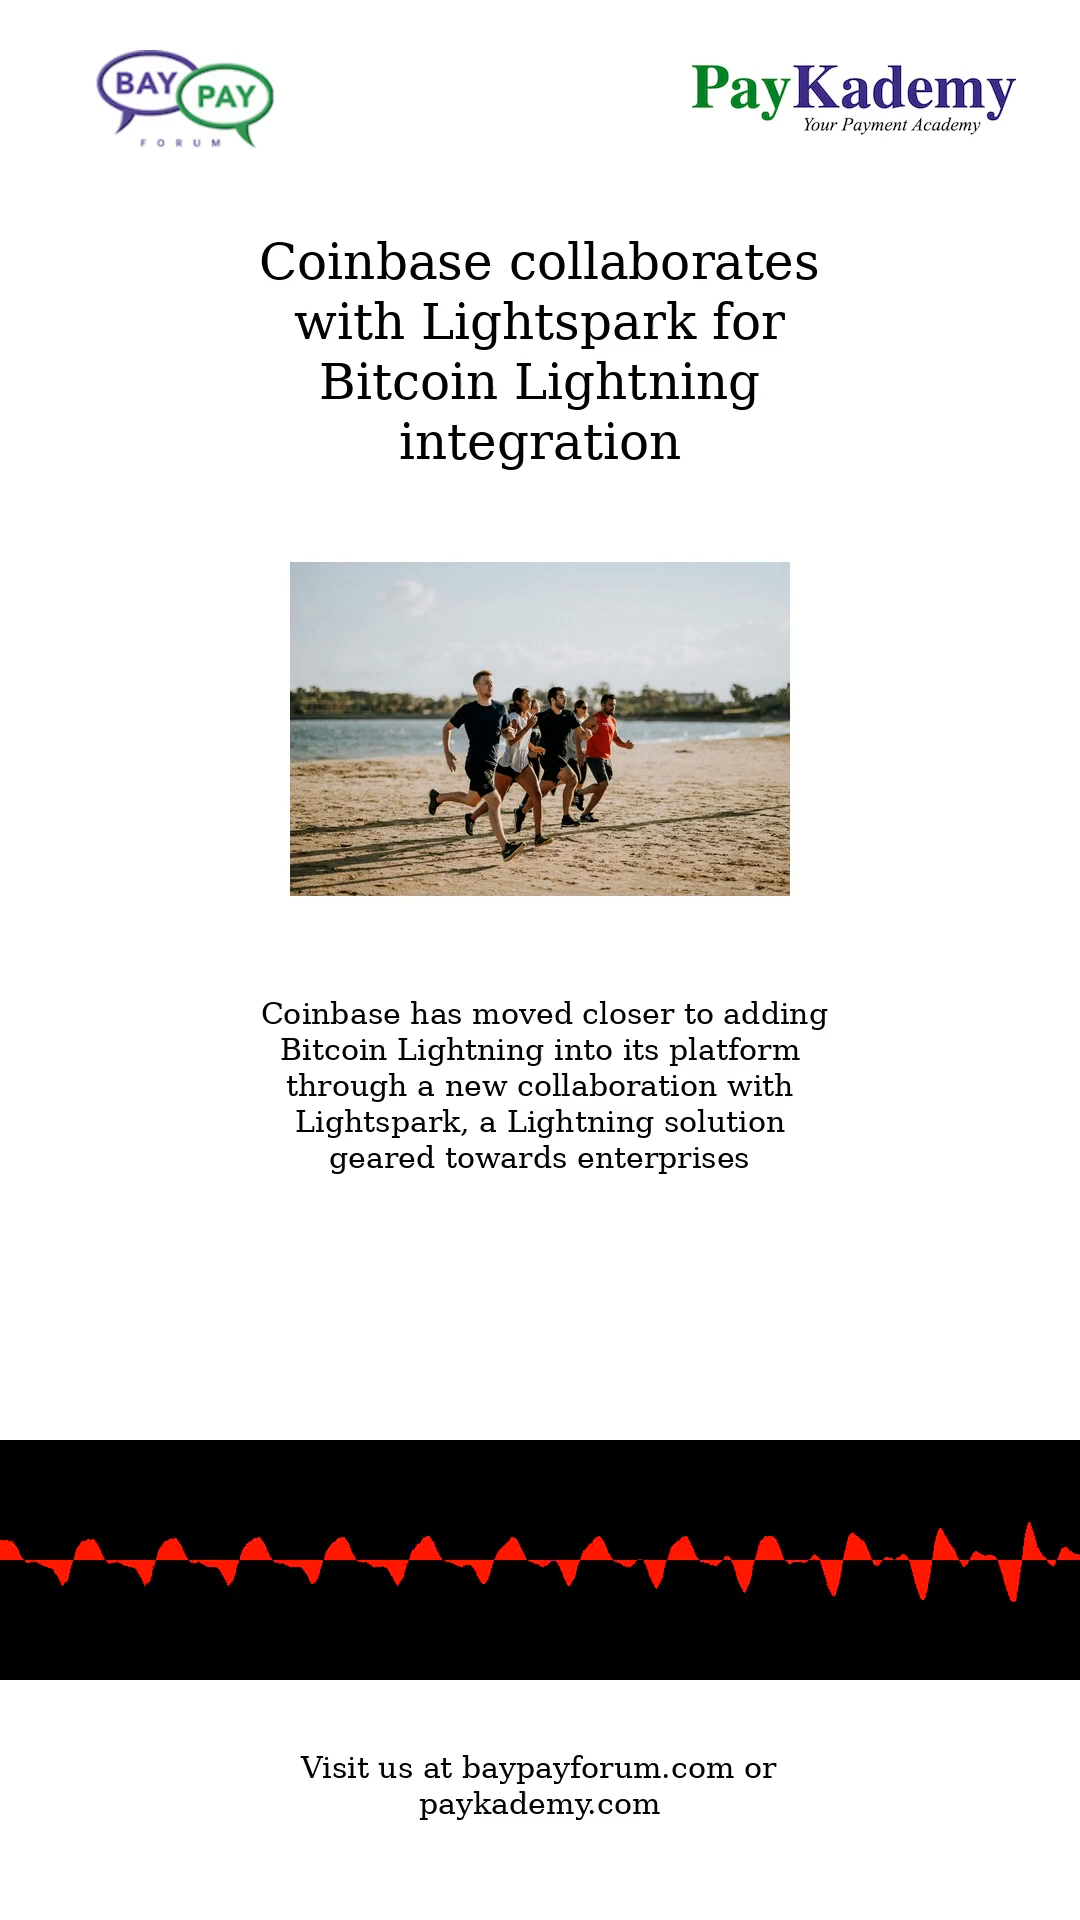 BAY PAY
FORUM
PayKademy
Your Payment Academy
Coinbase collaborates
with Lightspark for
Bitcoin Lightning
integration
Coinbase has moved closer to adding
Bitcoin Lightning into its platform
through a new collaboration with
Lightspark, a Lightning solution
geared towards enterprises
Visit us at baypayforum.com or
paykademy.com